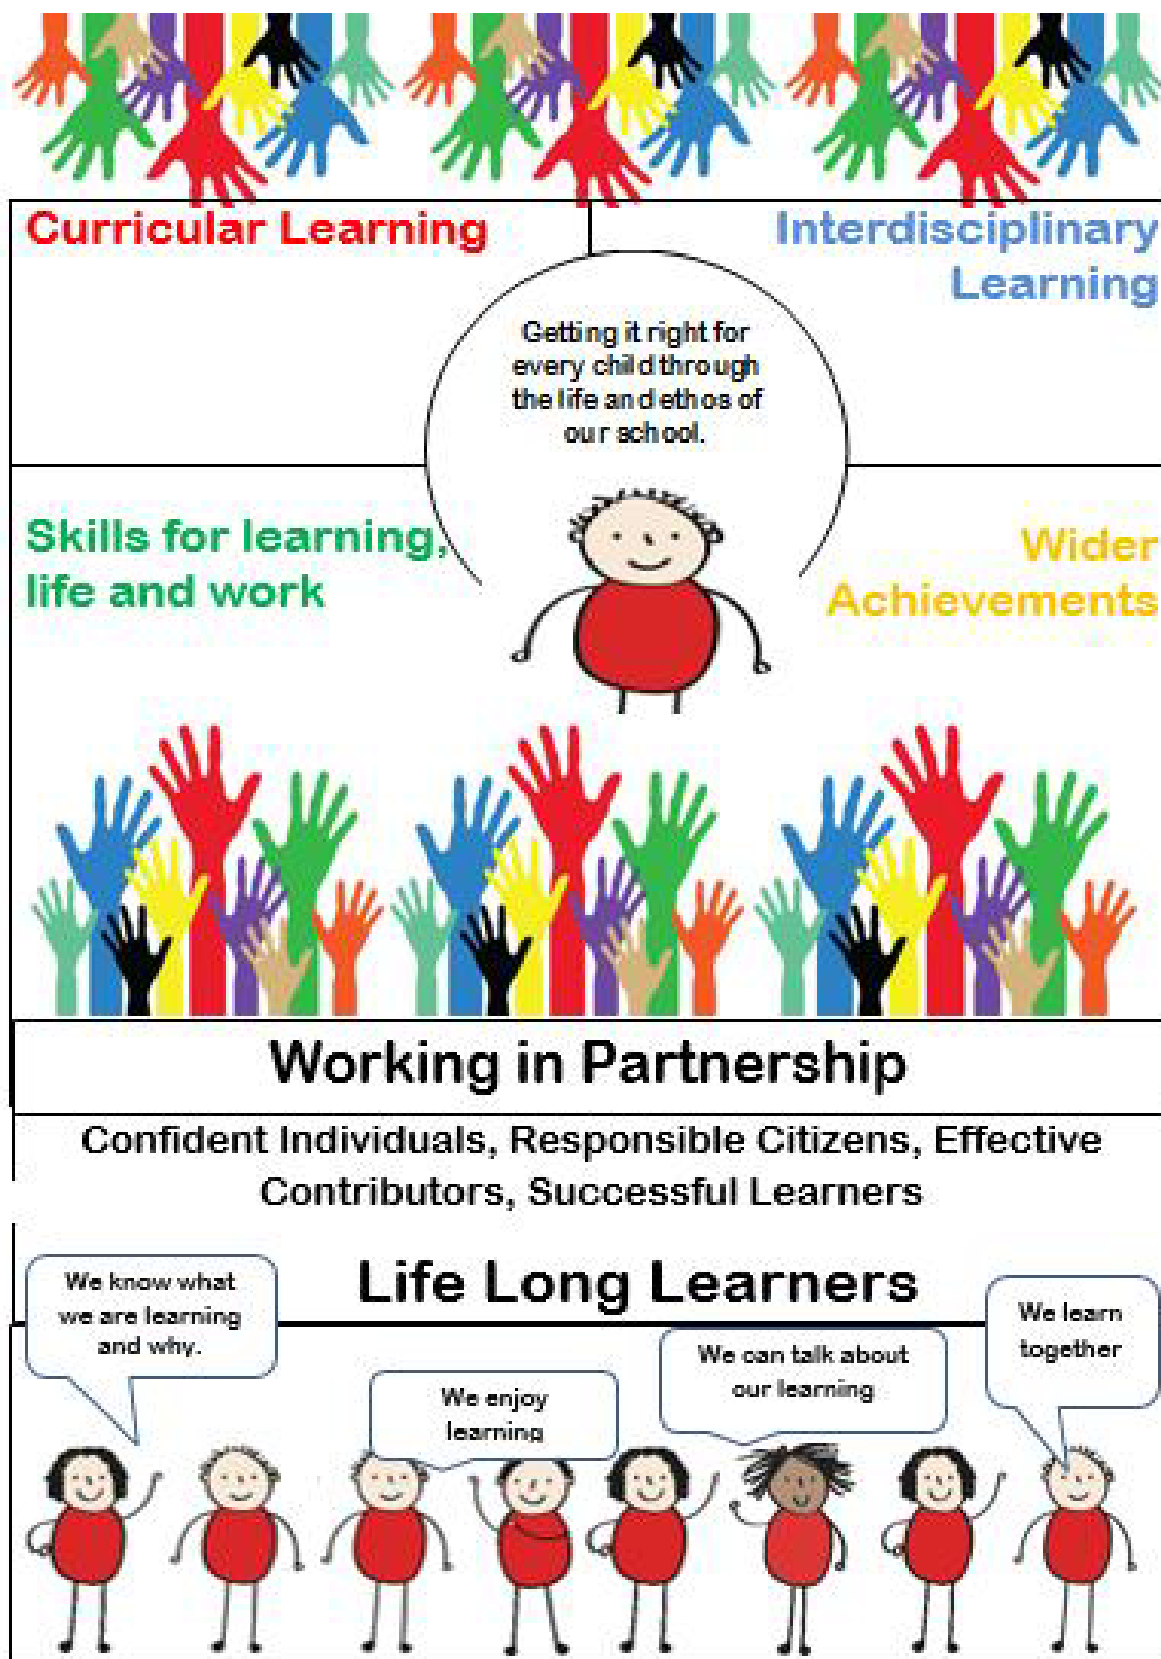 Curricular Learning
Interdisciplinary
Learning
Getting it right for
every child through
the life and ethos of
our school.
Skills for learning,
life and work
Wider
Achievements
Working in Partnership
Confident Individuals, Responsible Citizens, Effective
Contributors, Successful Learners
Life Long Learners
We know what
we are learning
and why.
We enjoy
learning
We can talk about
our learning
We learn
together